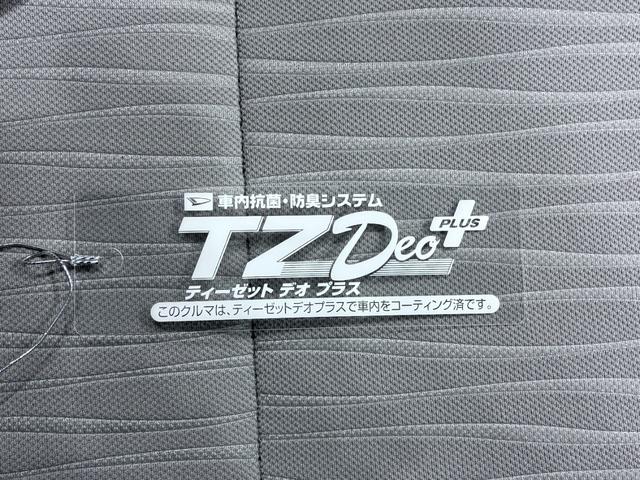 車内抗菌・防臭システム
TZDeo+
PLUS
ティーゼット デオ プラス
このクルマは、ティーゼットデオプラスで車内をコーティング済です。